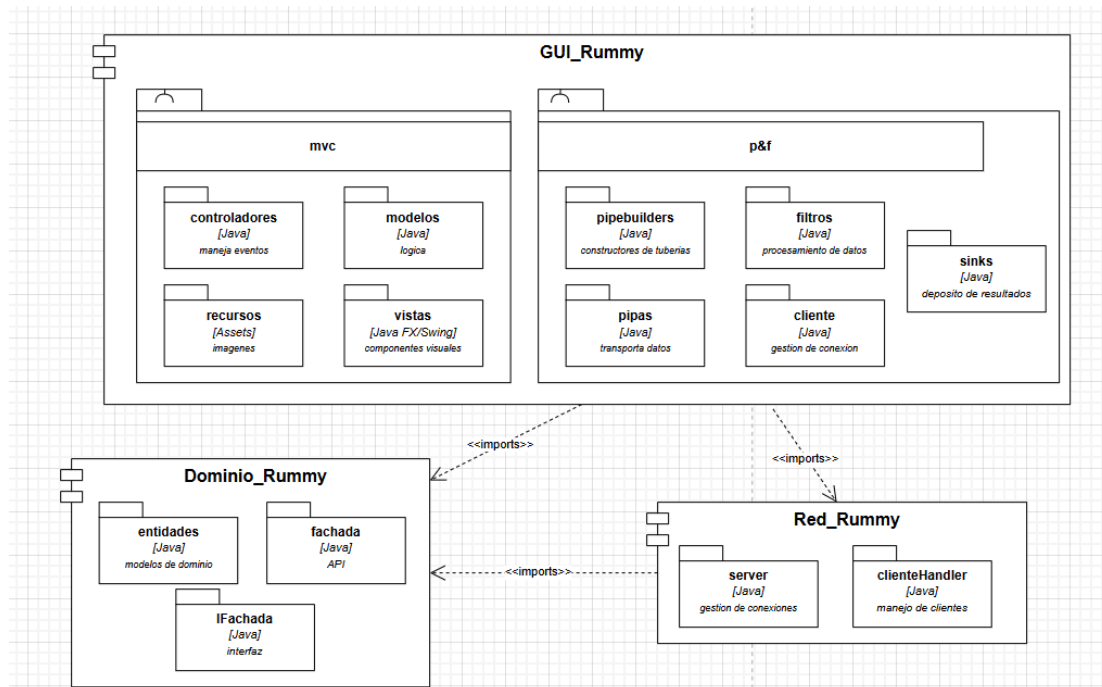 GUI_Rummy
mvc
controladores
[Java]
maneja eventos
modelos
[Java]
logica
recursos
[Assets]
imagenes
vistas
[Java FX/Swing]
componentes visuales
p&f
pipebuilders
[Java]
constructores de tuberias
filtros
[Java]
procesamiento de datos
sinks
[Java]
deposito de resultados
pipas
[Java]
transporta datos
cliente
[Java]
gestion de conexion
<<imports>>
<<imports>>
Dominio_Rummy
entidades
[Java]
modelos de dominio
fachada
[Java]
API
IFachada
[Java]
interfaz
<<imports>>
Red_Rummy
server
[Java]
gestion de conexiones
clienteHandler
[Java]
manejo de clientes